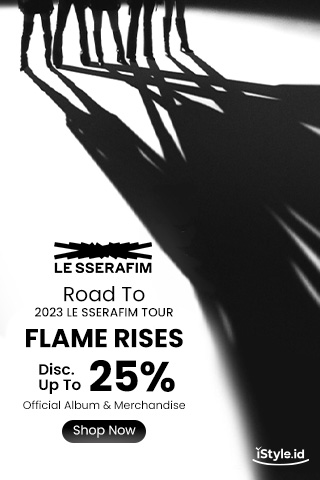 LE SSERAFIM
Road To
2023 LE SSERAFIM TOUR
FLAME RISES
Disc.
Up To 25%
Official Album & Merchandise
Shop Now
iStyle.id